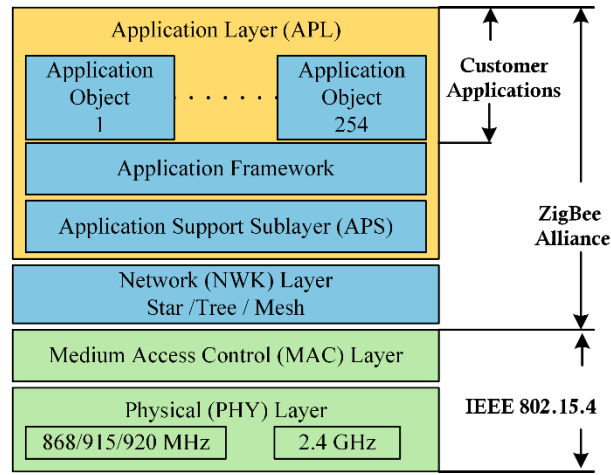 Application Layer (APL)
Application
Object
1
. . . . . .
Application
Object
254
Customer
Applications
Application Framework
Application Support Sublayer (APS)
ZigBee
Alliance
Network (NWK) Layer
Star /Tree / Mesh
Medium Access Control (MAC) Layer
Physical (PHY) Layer
868/915/920 MHz
2.4 GHz
IEEE 802.15.4